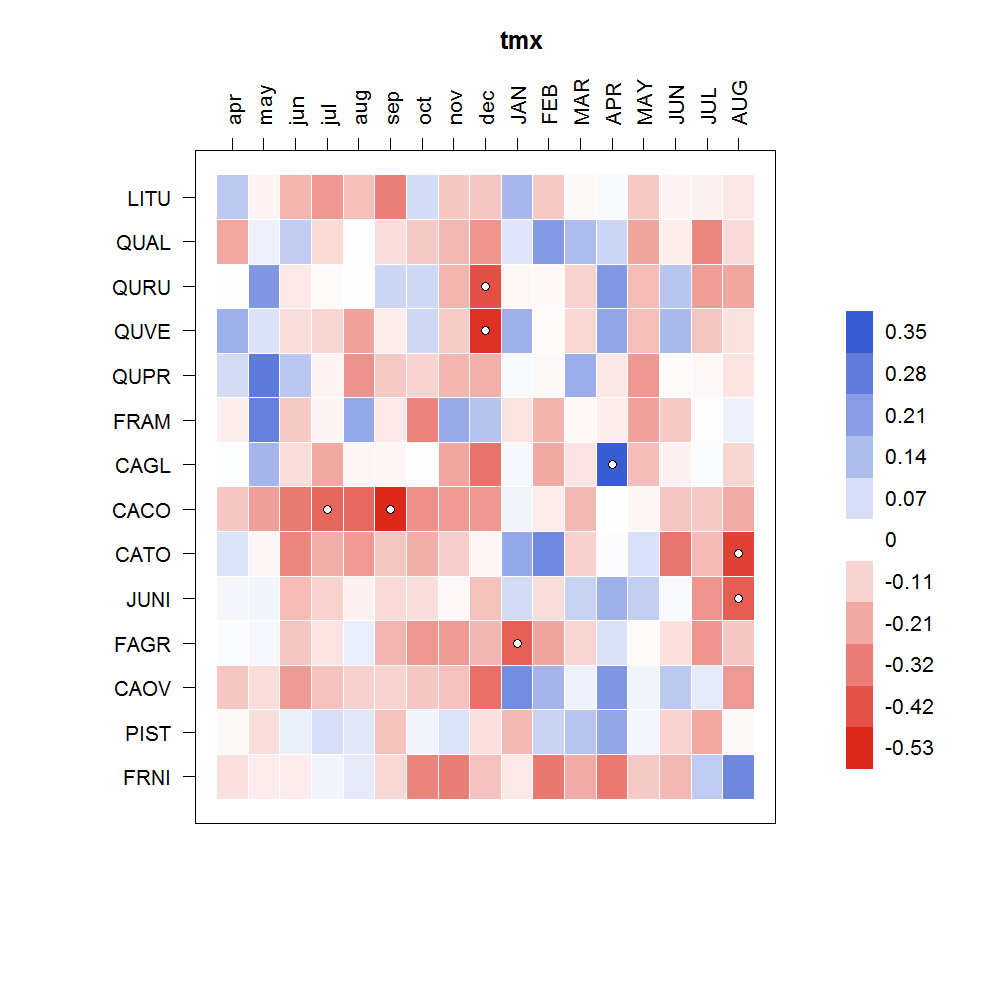 tmx
apr may jun jul aug sep oct nov dec JAN FEB MAR APR MAY JUN JUL AUG
LITU
QUAL
QURU
QUVE
QUPR
FRAM
CAGL
CACO
CATO
JUNI
FAGR
CAOV
PIST
FRNI
0.35
0.28
0.21
0.14
0.07
0
-0.11
-0.21
-0.32
-0.42
-0.53